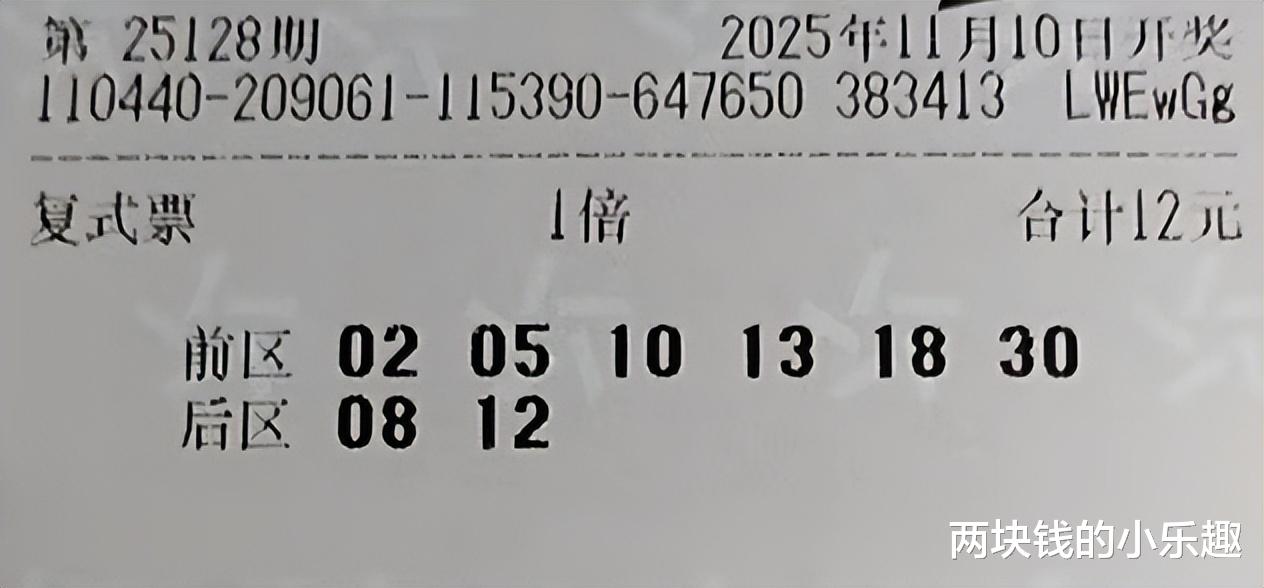 第 25128期 2025年11月10日开奖
110440-209061-115390-647650 383413 LWEwGg
复式票 1倍 合计12元
前区 02 05 10 13 18 30
后区 08 12
两块钱的小乐趣